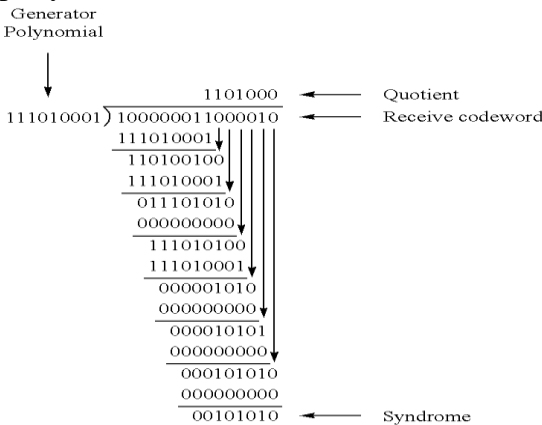 Generator
Polynomial
1101000 Quotient
111010001 100000011000010 Receive codeword
111010001
110100100
111010001
011101010
000000000
111010100
111010001
000001010
000000000
000010101
000000000
000101010
000000000
00101010 Syndrome